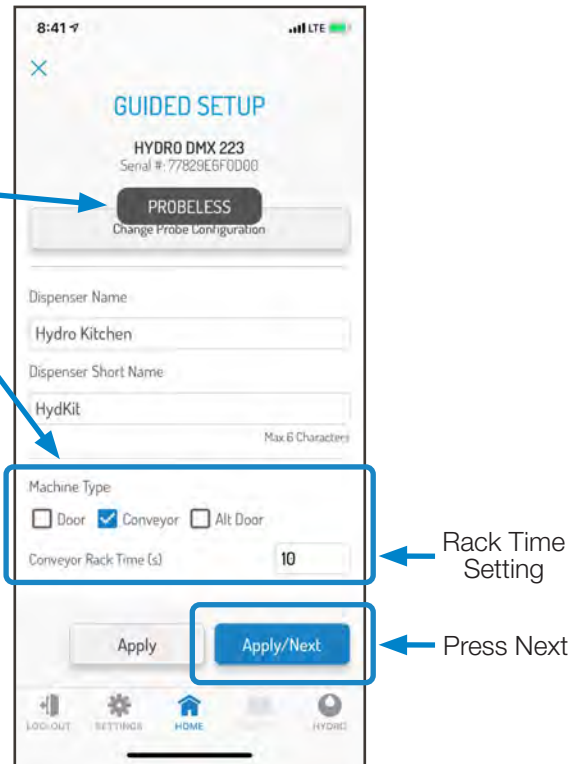 8:41
LTE
GUIDED SETUP
HYDRO DMX 223
Serial #: 77829E6F0D00
PROBELESS
Change Probe Configuration
Dispenser Name
Hydro Kitchen
Dispenser Short Name
HydKit
Max 6 Characters
Machine Type
Door Conveyor Alt Door
Conveyor Rack Time (s) 10
Rack Time
Setting
Apply Apply/Next
Press Next
LOG-OUT SETTINGS HOME HYDRO